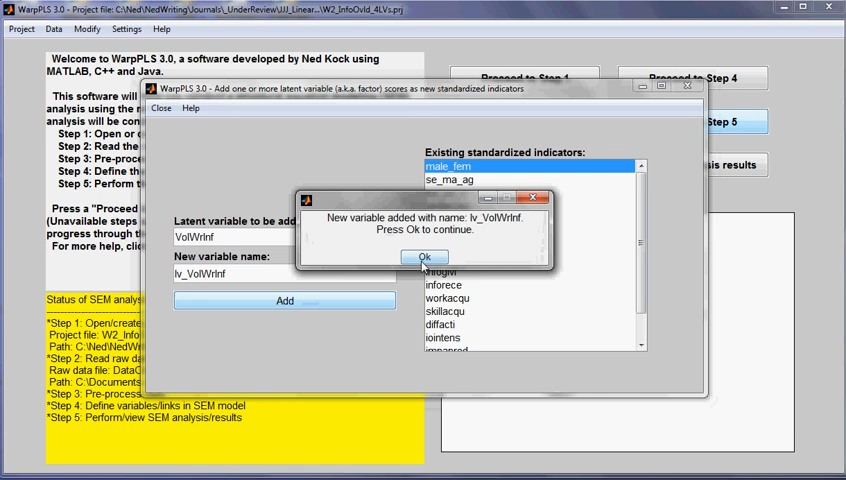 WarpPLS 3.0 - Project file: C:\Ned\NedWriting\Journals\_UnderReview\JJJ_Linear...\W2_InfoOvld_4LVs.prj
Project Data Modify Settings Help
Welcome to WarpPLS 3.0, a software developed by Ned Kock using
MATLAB, C++ and Java.
Proceed to Step 1
Proceed to Step 4
WarpPLS 3.0 - Add one or more latent variable (a.k.a. factor) scores as new standardized indicators
This software will
analysis using the
analysis will be con
Close Help
Step 5
Step 1: Open or
Step 2: Read the
Step 3: Pre-proce
Step 4: Define the
Step 5: Perform
Existing standardized indicators:
male_fem
se_ma_ag
sis results
Press a "Proceed
(Unavailable steps
progress through
For more help, clic
New variable added with name: lv_VolWrInf.
Press Ok to continue.
Ok
Latent variable to be add
VolWrInf
New variable name:
lv_VolWrInf
Add
infogivi
inforece
workacqu
skillacqu
diffacti
iointens
impaprod
Status of SEM analys
*Step 1: Open/create
Project file: W2_Info
Path: C:\Ned\NedWr
*Step 2: Read raw da
Raw data file: DataC
Path: C:\Documents
*Step 3: Pre-process
*Step 4: Define variables/links in SEM model
*Step 5: Perform/view SEM analysis/results